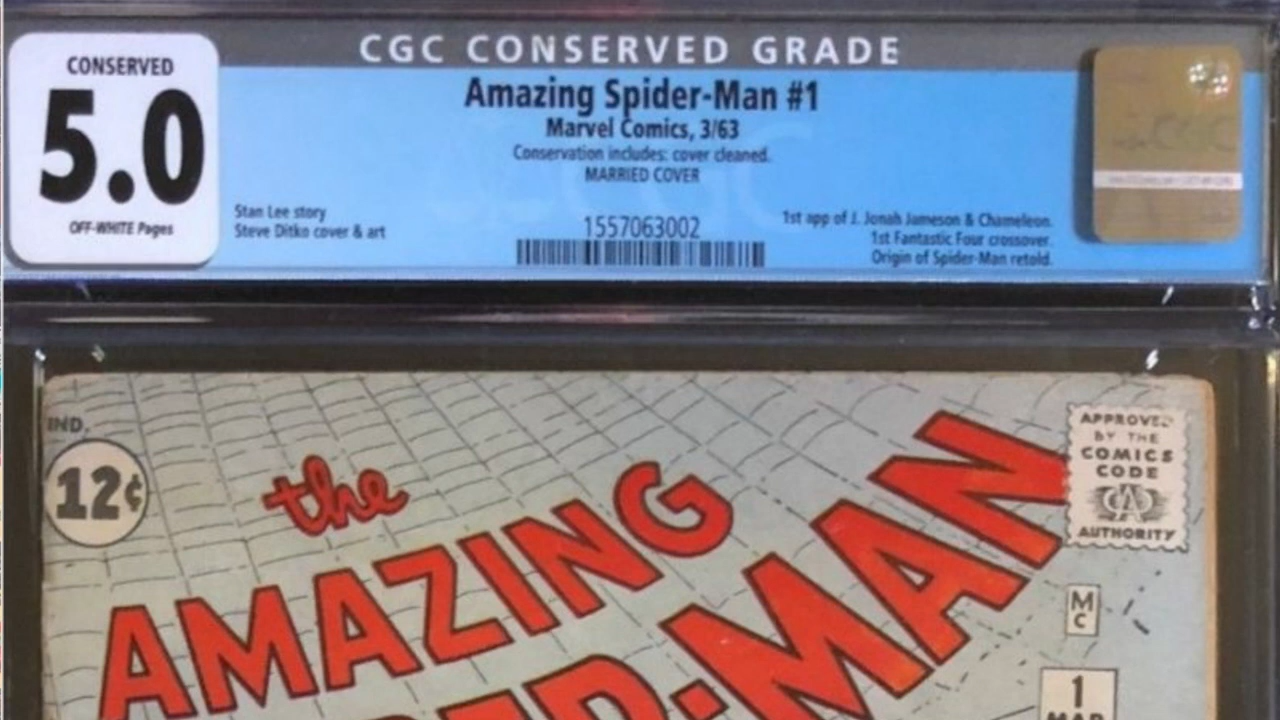 CGC CONSERVED GRADE
CONSERVED
5.0
OFF-WHITE Pages
Amazing Spider-Man #1
Marvel Comics, 3/63
Conservation includes: cover cleaned.
MARRIED COVER
Stan Lee story
Steve Ditko cover & art
1557063002
1st app of J. Jonah Jameson & Chameleon.
1st Fantastic Four crossover.
Origin of Spider-Man retold.
CGC
IND.
12¢
the
AMAZING
MAN
APPROVED
BY THE
COMICS
CODE
CA
AUTHORITY
MC
1
MAR